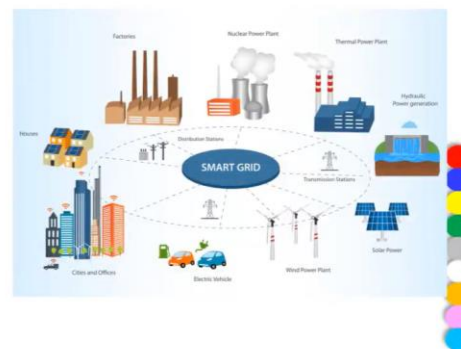 Factories
Nuclear Power Plant
Thermal Power Plant
Hydraulic
Power generation
Houses
Distribution Stations
SMART GRID
Transmission Stations
Solar Power
Wind Power Plant
Electric Vehicle
Cities and Offices